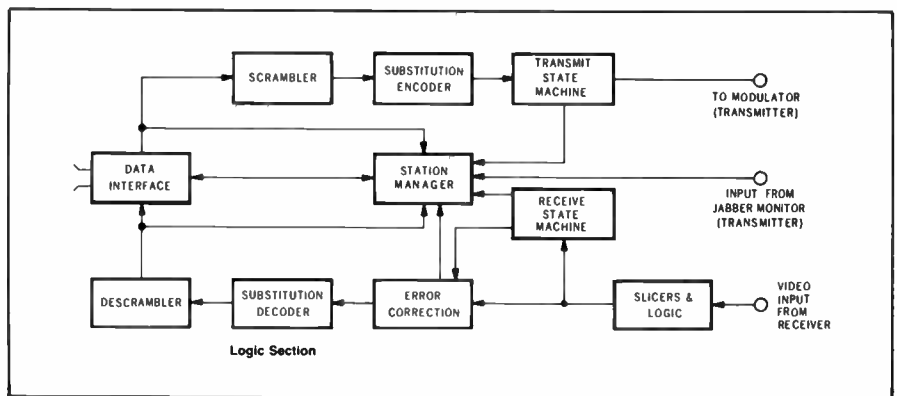 SCRAMBLER
SUBSTITUTION
ENCODER
TRANSMIT
STATE
MACHINE
TO MODULATOR
(TRANSMITTER)
DATA
INTERFACE
STATION
MANAGER
INPUT FROM
JABBER MONITOR
(TRANSMITTER)
RECEIVE
STATE
MACHINE
DESCRAMBLER
SUBSTITUTION
DECODER
ERROR
CORRECTION
SLICERS &
LOGIC
VIDEO
INPUT
FROM
RECEIVER
Logic Section